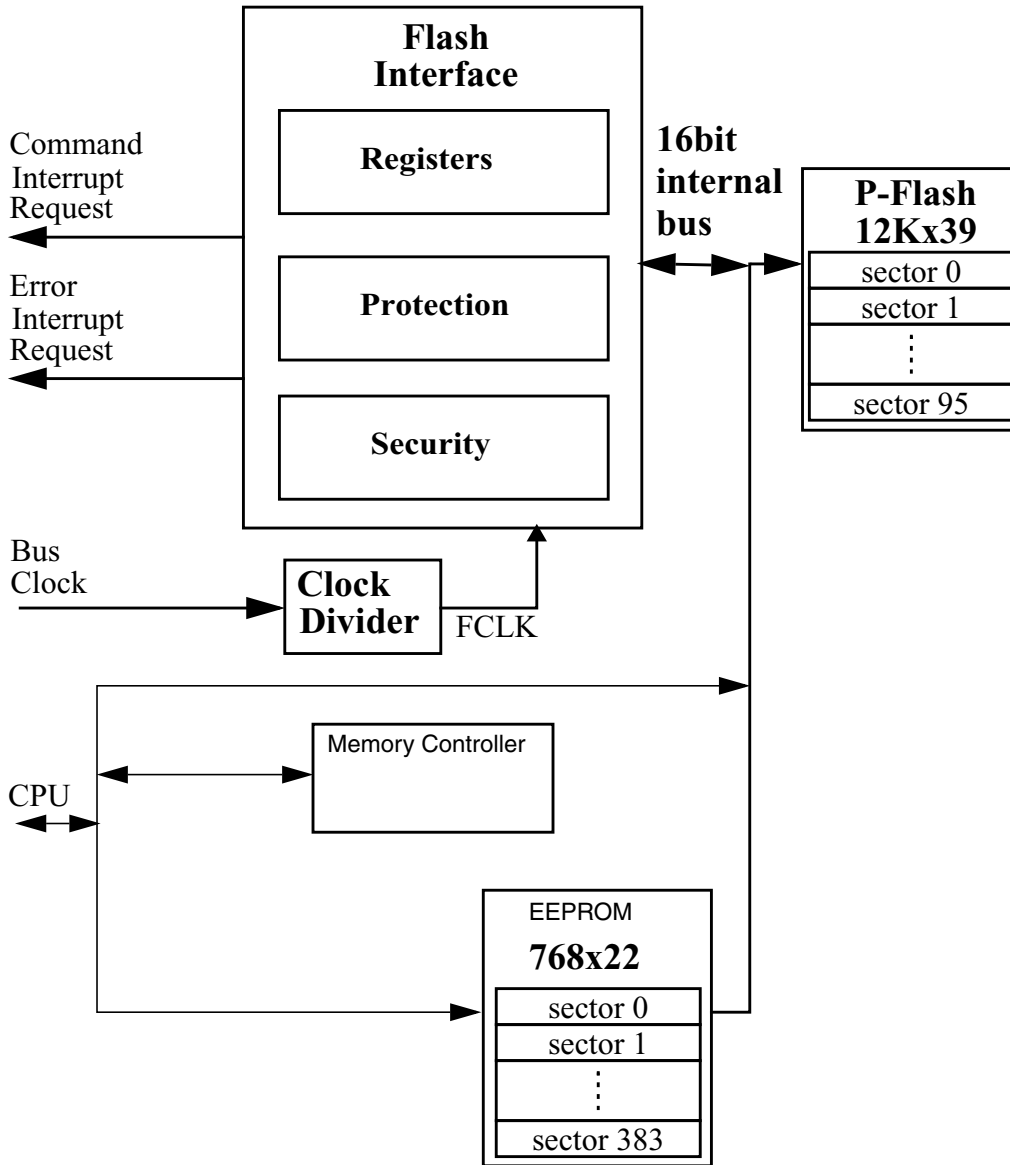 Flash
Interface
Registers
Protection
Security
Command
Interrupt
Request
Error
Interrupt
Request
16bit
internal
bus
P-Flash
12Kx39
sector 0
sector 1
sector 95
Bus
Clock
Clock
Divider
FCLK
Memory Controller
CPU
EEPROM
768x22
sector 0
sector 1
sector 383